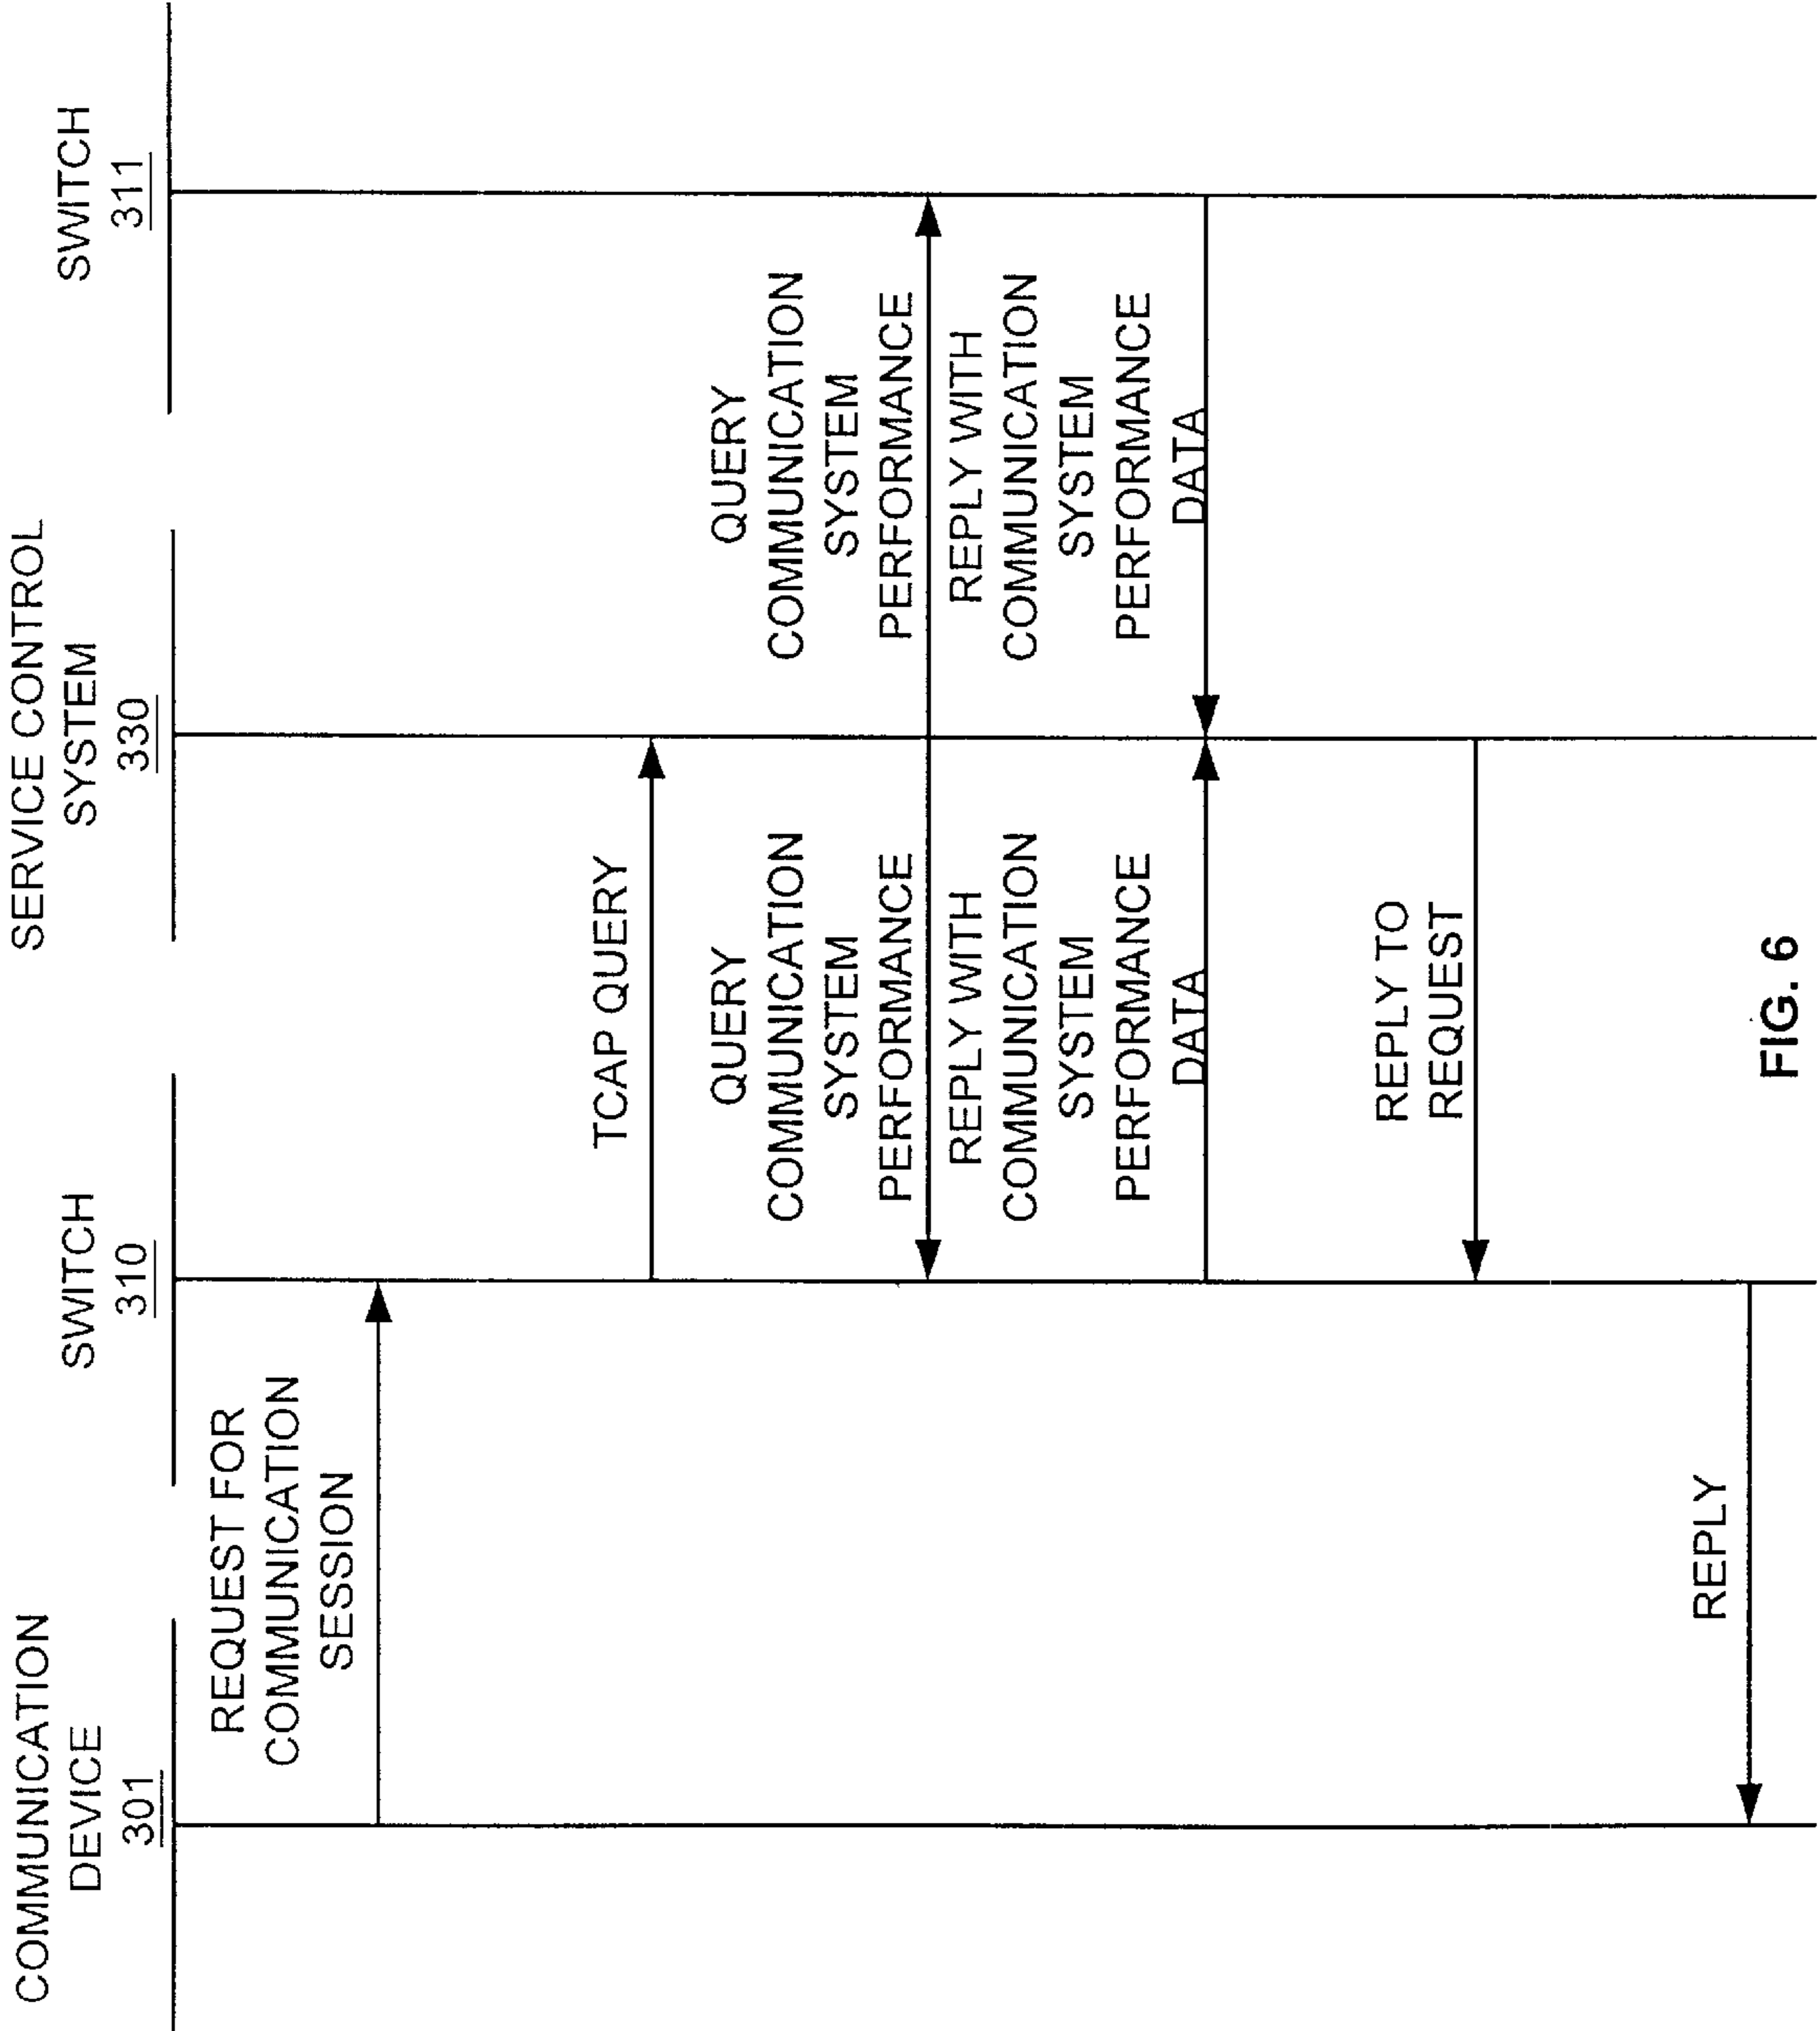 COMMUNICATION
DEVICE
301
SWITCH
310
SERVICE CONTROL
SYSTEM
330
SWITCH
311
REQUEST FOR
COMMUNICATION
SESSION
TCAP QUERY
QUERY
COMMUNICATION
SYSTEM
PERFORMANCE
QUERY
COMMUNICATION
SYSTEM
PERFORMANCE
REPLY WITH
COMMUNICATION
SYSTEM
PERFORMANCE
DATA
REPLY WITH
COMMUNICATION
SYSTEM
PERFORMANCE
DATA
REPLY TO
REQUEST
REPLY
FIG. 6